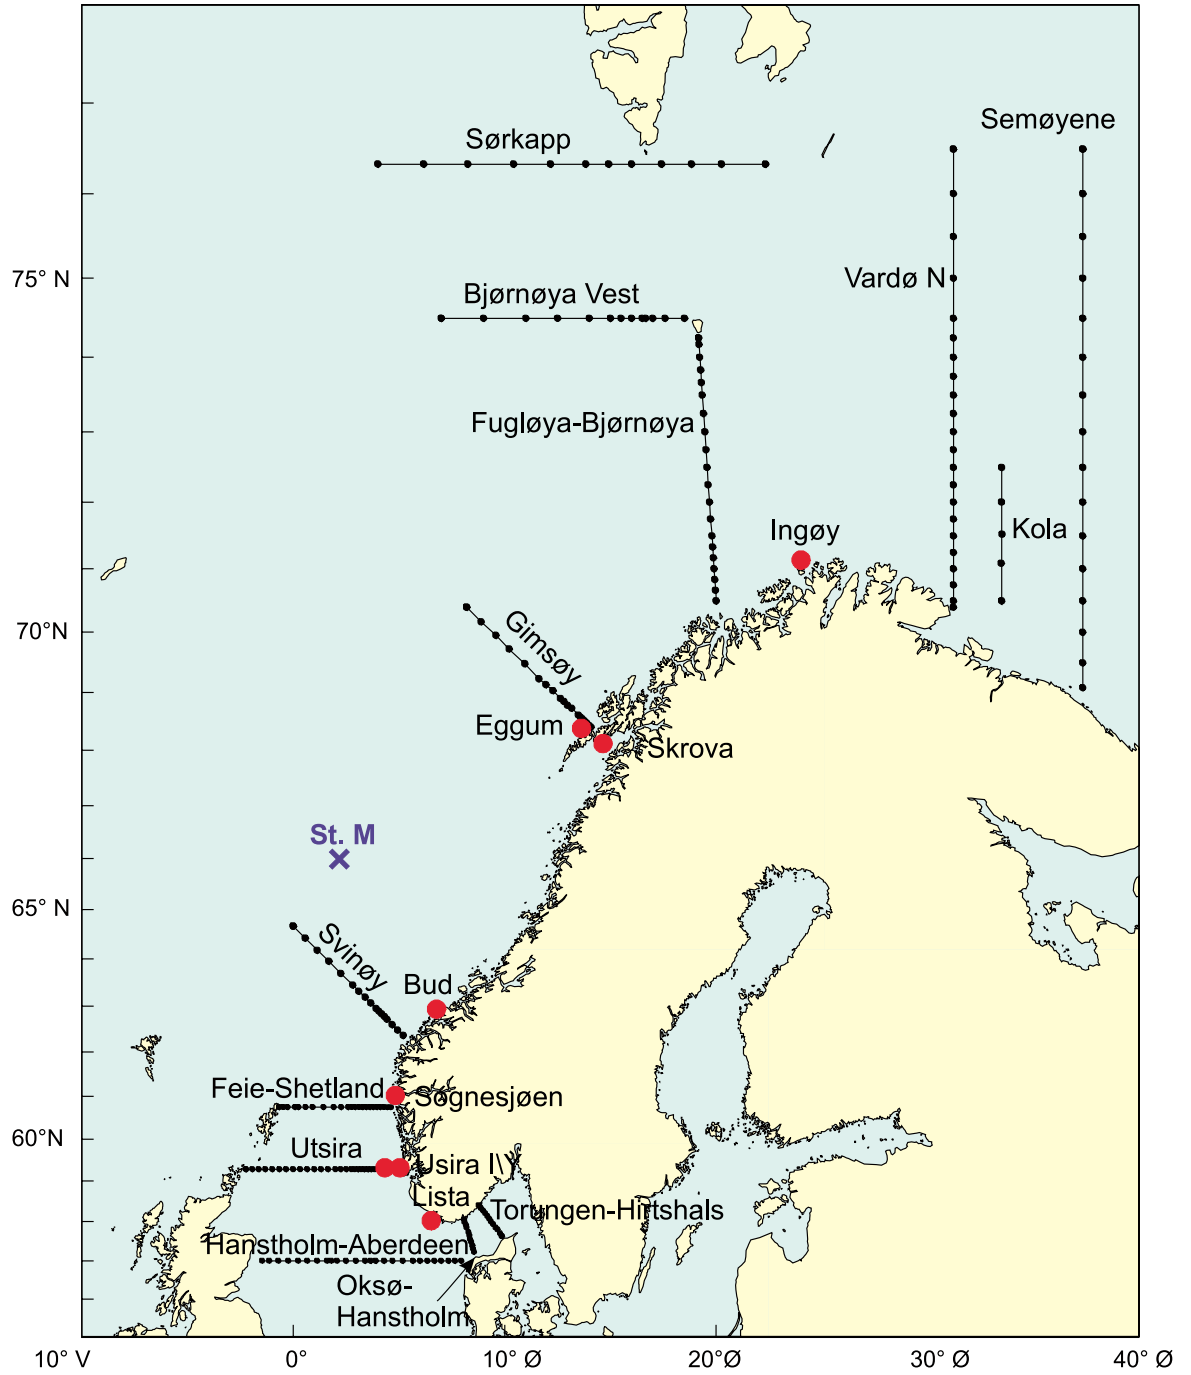 Semøyene
Sørkapp
75° N
Vardø N
Bjørnøya Vest
Fugløya-Bjørnøya
Ingøy
Kola
70°N
Gimsøy
Eggum
Skrova
St. M
65° N
Svinøy
Bud
Feie-Shetland
Sognesjøen
60°N
Utsira
Usira I\Y
Lista
Torungen-Hirtshals
Hanstholm-Aberdeen
Oksø-
Hanstholm
10° V
0°
10° Ø
20°Ø
30° Ø
40° Ø